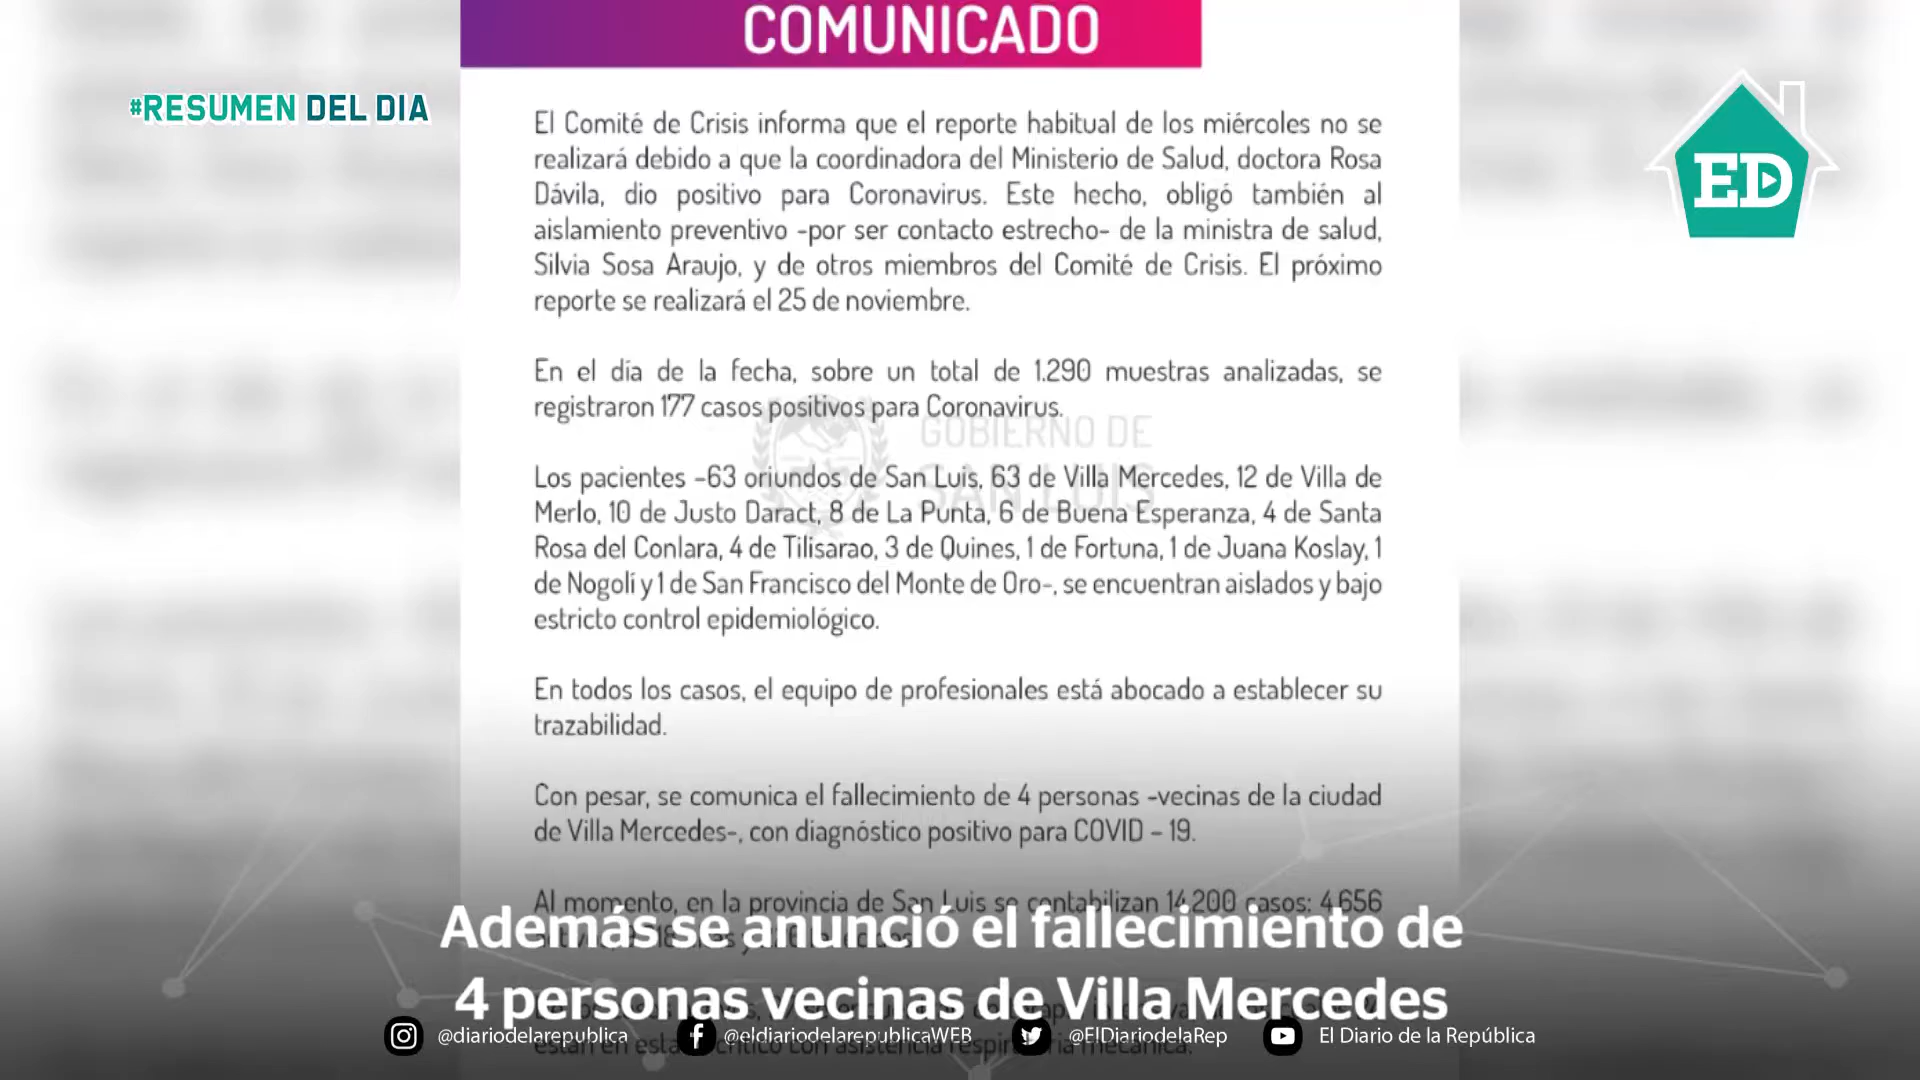 COMUNICADO
#RESUMEN DEL DIA
ED
El Comité de Crisis informa que el reporte habitual de los miércoles no se
realizará debido a que la coordinadora del Ministerio de Salud, doctora Rosa
Dávila, dio positivo para Coronavirus. Este hecho, obligó también al
aislamiento preventivo -por ser contacto estrecho- de la ministra de salud,
Silvia Sosa Araujo, y de otros miembros del Comité de Crisis. El próximo
reporte se realizará el 25 de noviembre.
En el día de la fecha, sobre un total de 1.290 muestras analizadas, se
registraron 177 casos positivos para Coronavirus.
GOBIERNO DE
SAN LUIS
Los pacientes -63 oriundos de San Luis, 63 de Villa Mercedes, 12 de Villa de
Merlo, 10 de Justo Daract, 8 de La Punta, 6 de Buena Esperanza, 4 de Santa
Rosa del Conlara, 4 de Tilisarao, 3 de Quines, 1 de Fortuna, 1 de Juana Koslay, 1
de Nogolí y 1 de San Francisco del Monte de Oro-, se encuentran aislados y bajo
estricto control epidemiológico.
En todos los casos, el equipo de profesionales está abocado a establecer su
trazabilidad.
Con pesar, se comunica el fallecimiento de 4 personas -vecinas de la ciudad
de Villa Mercedes-, con diagnóstico positivo para COVID - 19.
Al momento, en la provincia de San Luis se contabilizan 14.200 casos: 4.656
Además se anunció el fallecimiento de
4 personas vecinas de Villa Mercedes
están en estado crítico con asistencia respiratoria mecánica.
@diariodelarepublica
@eldiariodelarepublicaWEB
@ElDiariodelaRep
El Diario de la República